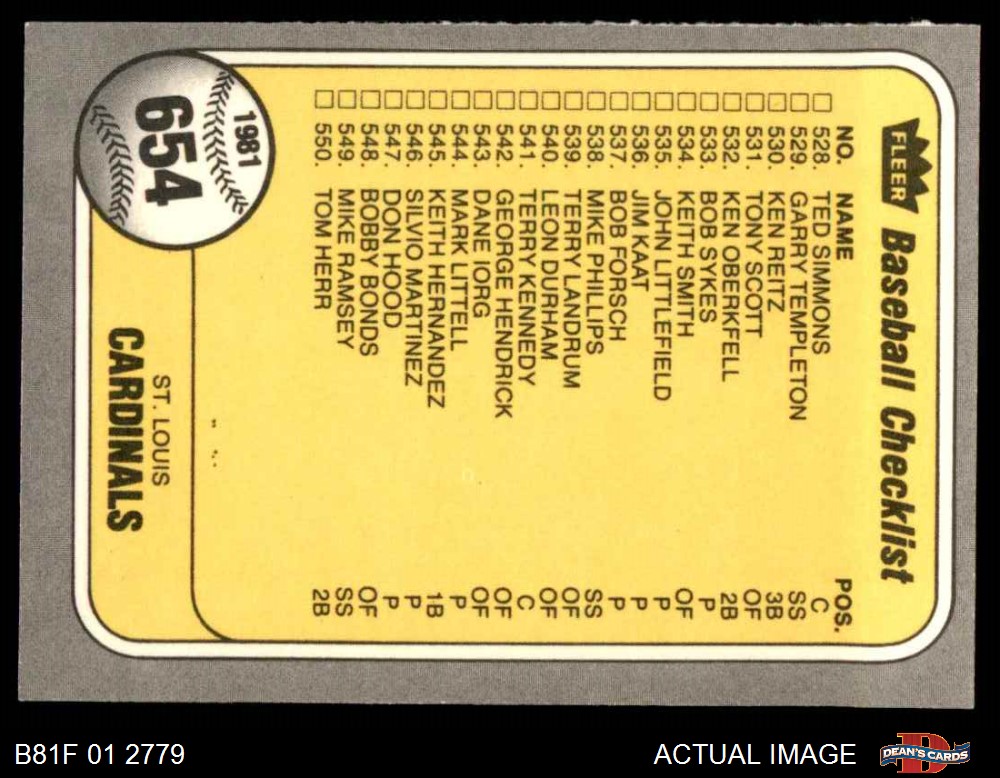 FLEER Baseball Checklist
NO. NAME POS.
528. TED SIMMONS C
529. GARRY TEMPLETON SS
530. KEN REITZ 3B
531. TONY SCOTT OF
532. KEN OBERKFELL 2B
533. BOB SYKES P
534. KEITH SMITH OF
535. JOHN LITTLEFIELD P
536. JIM KAAT P
537. BOB FORSCH P
538. MIKE PHILLIPS SS
539. TERRY LANDRUM OF
540. LEON DURHAM OF
541. TERRY KENNEDY C
542. GEORGE HENDRICK OF
543. DANE IORG OF
544. MARK LITTELL P
545. KEITH HERNANDEZ 1B
546. SILVIO MARTINEZ P
547. DON HOOD P
548. BOBBY BONDS OF
549. MIKE RAMSEY SS
550. TOM HERR 2B
1981
654
ST. LOUIS
CARDINALS
B81F 01 2779
ACTUAL IMAGE
D
DEAN'S CARDS